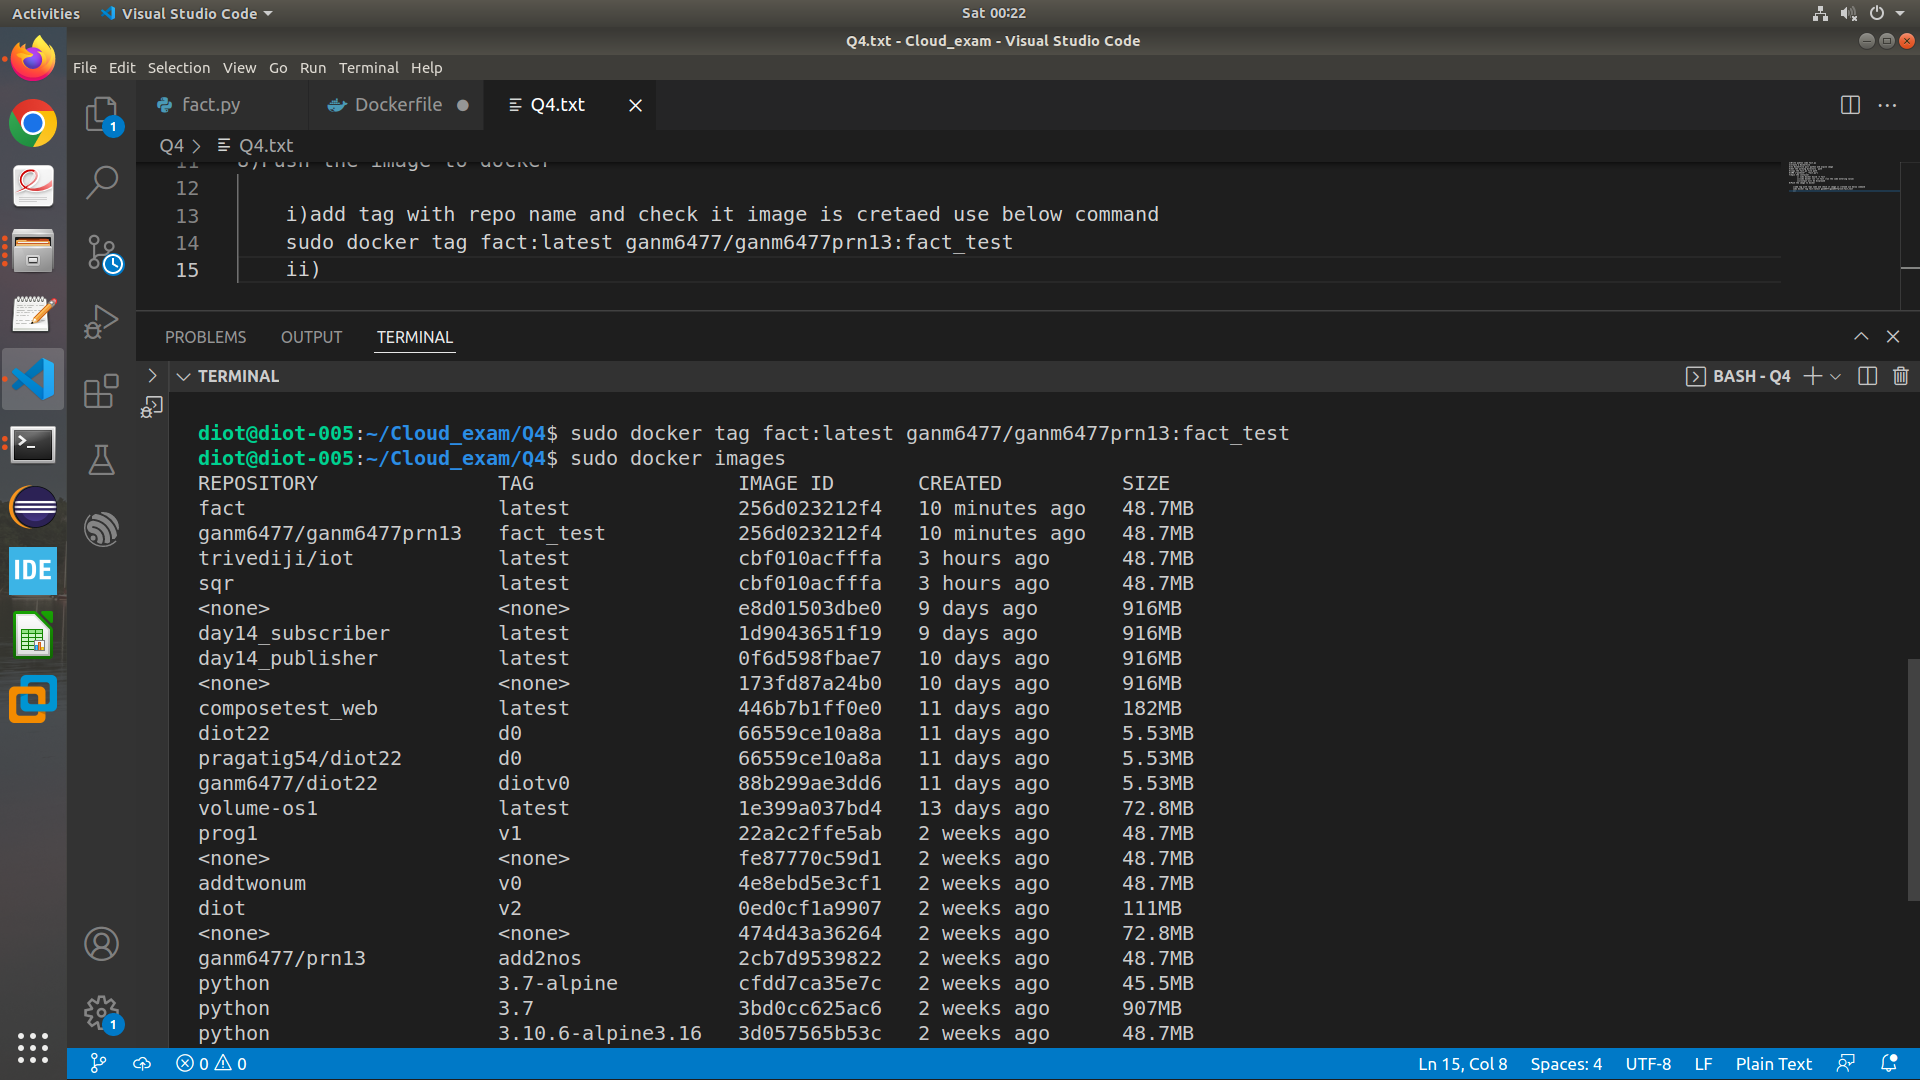 Activities Visual Studio Code Sat 00:22
Q4.txt - Cloud_exam - Visual Studio Code
File Edit Selection View Go Run Terminal Help
fact.py Dockerfile Q4.txt
Q4 Q4.txt
12
13 i)add tag with repo name and check it image is cretaed use below command
14 sudo docker tag fact:latest ganm6477/ganm6477prn13:fact_test
15 ii)
PROBLEMS OUTPUT TERMINAL
TERMINAL BASH - Q4
diot@diot-005:~/Cloud_exam/Q4$ sudo docker tag fact:latest ganm6477/ganm6477prn13:fact_test
diot@diot-005:~/Cloud_exam/Q4$ sudo docker images
REPOSITORY TAG IMAGE ID CREATED SIZE
fact latest 256d023212f4 10 minutes ago 48.7MB
ganm6477/ganm6477prn13 fact_test 256d023212f4 10 minutes ago 48.7MB
trivediji/iot latest cbf010acfffa 3 hours ago 48.7MB
sqr latest cbf010acfffa 3 hours ago 48.7MB
<none> <none> e8d01503dbe0 9 days ago 916MB
day14_subscriber latest 1d9043651f19 9 days ago 916MB
day14_publisher latest 0f6d598fbae7 10 days ago 916MB
<none> <none> 173fd87a24b0 10 days ago 916MB
composetest_web latest 446b7b1ff0e0 11 days ago 182MB
diot22 d0 66559ce10a8a 11 days ago 5.53MB
pragatig54/diot22 d0 66559ce10a8a 11 days ago 5.53MB
ganm6477/diot22 diotv0 88b299ae3dd6 11 days ago 5.53MB
volume-os1 latest 1e399a037bd4 13 days ago 72.8MB
prog1 v1 22a2c2ffe5ab 2 weeks ago 48.7MB
<none> <none> fe87770c59d1 2 weeks ago 48.7MB
addtwonum v0 4e8ebd5e3cf1 2 weeks ago 48.7MB
diot v2 0ed0cf1a9907 2 weeks ago 111MB
<none> <none> 474d43a36264 2 weeks ago 72.8MB
ganm6477/prn13 add2nos 2cb7d9539822 2 weeks ago 48.7MB
python 3.7-alpine cfdd7ca35e7c 2 weeks ago 45.5MB
python 3.7 3bd0cc625ac6 2 weeks ago 907MB
python 3.10.6-alpine3.16 3d057565b53c 2 weeks ago 48.7MB
IDE
1
1
0 0 Ln 15, Col 8 Spaces: 4 UTF-8 LF Plain Text